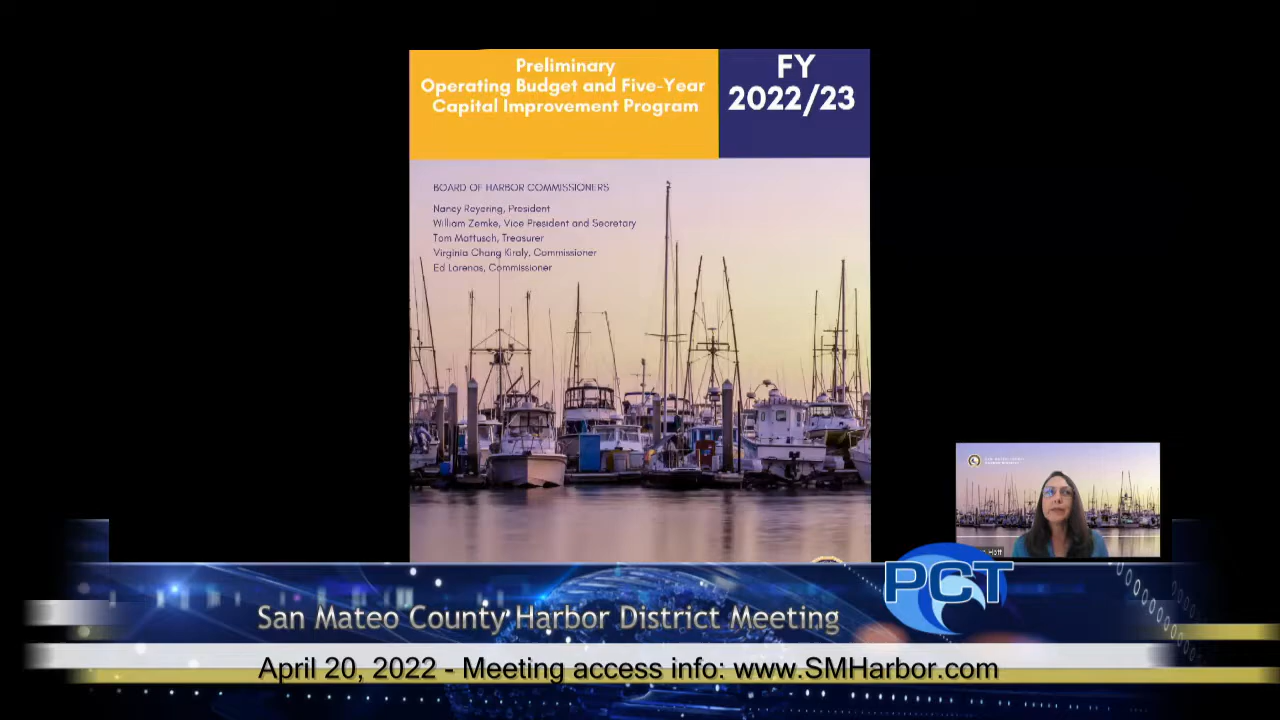 Preliminary
Operating Budget and Five-Year
Capital Improvement Program
FY
2022/23
BOARD OF HARBOR COMMISSIONERS
Nancy Reyering, President
William Zemke, Vice President and Secretary
Tom Mattusch, Treasurer
Virginia Chang Kiraly, Commissioner
Ed Larenas, Commissioner
Hoff
PCT
San Mateo County Harbor District Meeting
April 20, 2022 - Meeting access info: www.SMHarbor.com